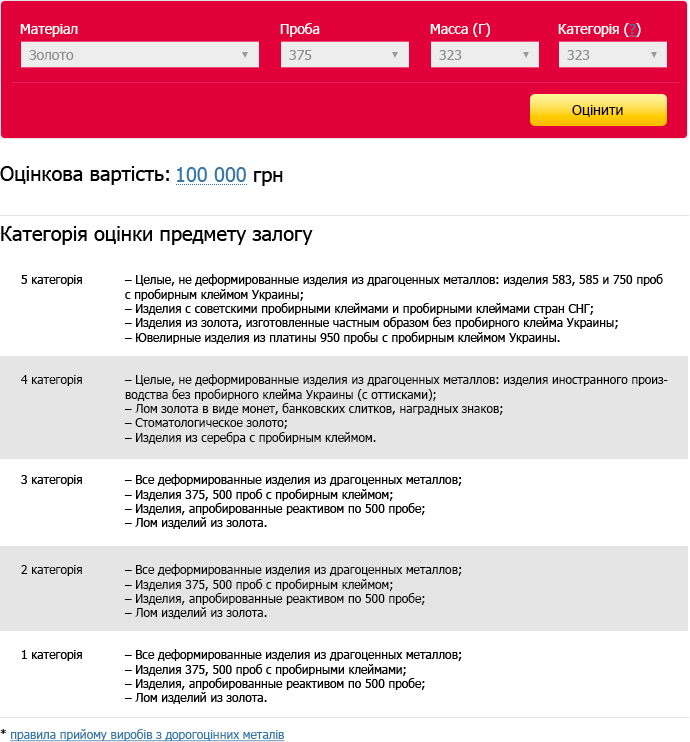 Матеріал Проба Масса (Г) Категорія (?)
Золото 375 323 323
Оцінити
Оцінкова вартість: 100 000 грн
Категорія оцінки предмету залогу
5 категорія – Целые, не деформированные изделия из драгоценных металлов: изделия 583, 585 и 750 проб
с пробирным клеймом Украины;
– Изделия с советскими пробирными клеймами и пробирными клеймами стран СНГ;
– Изделия из золота, изготовленные частным образом без пробирного клейма Украины;
– Ювелирные изделия из платины 950 пробы с пробирным клеймом Украины.
4 категорія – Целые, не деформированные изделия из драгоценных металлов: изделия иностранного произ-
водства без пробирного клейма Украины (с оттисками);
– Лом золота в виде монет, банковских слитков, наградных знаков;
– Стоматологическое золото;
– Изделия из серебра с пробирным клеймом.
3 категорія – Все деформированные изделия из драгоценных металлов;
– Изделия 375, 500 проб с пробирным клеймом;
– Изделия, апробированные реактивом по 500 пробе;
– Лом изделий из золота.
2 категорія – Все деформированные изделия из драгоценных металлов;
– Изделия 375, 500 проб с пробирным клеймом;
– Изделия, апробированные реактивом по 500 пробе;
– Лом изделий из золота.
1 категорія – Все деформированные изделия из драгоценных металлов;
– Изделия 375, 500 проб с пробирными клеймами;
– Изделия, апробированные реактивом по 500 пробе;
– Лом изделий из золота.
* правила прийому виробів з дорогоцінних металів